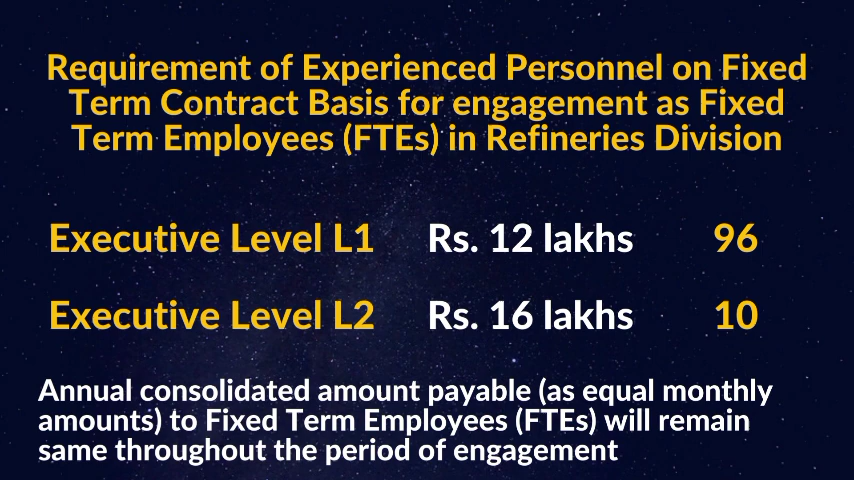 Requirement of Experienced Personnel on Fixed
Term Contract Basis for engagement as Fixed
Term Employees (FTEs) in Refineries Division
Executive Level L1 Rs. 12 lakhs 96
Executive Level L2 Rs. 16 lakhs 10
Annual consolidated amount payable (as equal monthly
amounts) to Fixed Term Employees (FTEs) will remain
same throughout the period of engagement